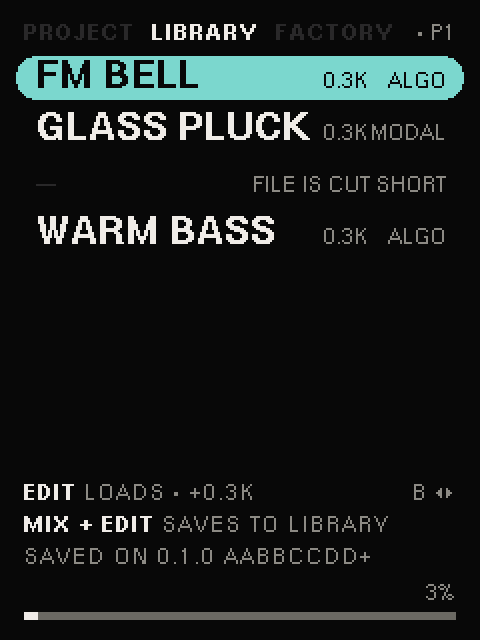 PROJECT LIBRARY FACTORY · P1
FM BELL 0.3K ALGO
GLASS PLUCK 0.3K MODAL
— FILE IS CUT SHORT
WARM BASS 0.3K ALGO
EDIT LOADS · +0.3K B ◂▸
MIX + EDIT SAVES TO LIBRARY
SAVED ON 0.1.0 AABBCCDD+
3%